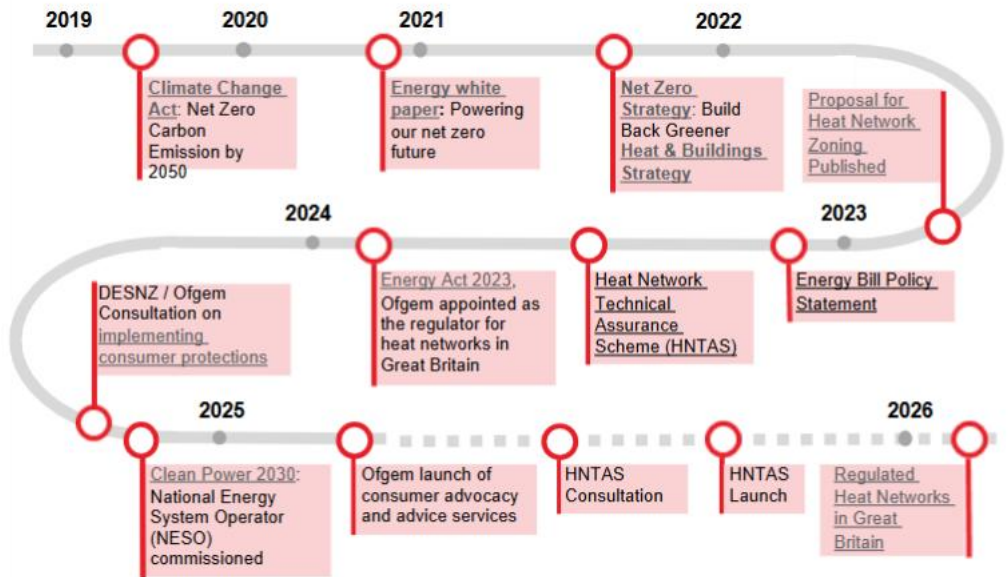 2019
2020
2021
2022
Climate Change
Act: Net Zero
Carbon
Emission by
2050
Energy white
paper: Powering
our net zero
future
Net Zero
Strategy: Build
Back Greener
Heat & Buildings
Strategy
Proposal for
Heat Network
Zoning
Published
2024
2023
DESNZ / Ofgem
Consultation on
implementing
consumer protections
Energy Act 2023,
Ofgem appointed as
the regulator for
heat networks in
Great Britain
Heat Network
Technical
Assurance
Scheme (HNTAS)
Energy Bill Policy
Statement
2025
2026
Clean Power 2030:
National Energy
System Operator
(NESO)
commissioned
Ofgem launch of
consumer advocacy
and advice services
HNTAS
Consultation
HNTAS
Launch
Regulated
Heat Networks
in Great
Britain